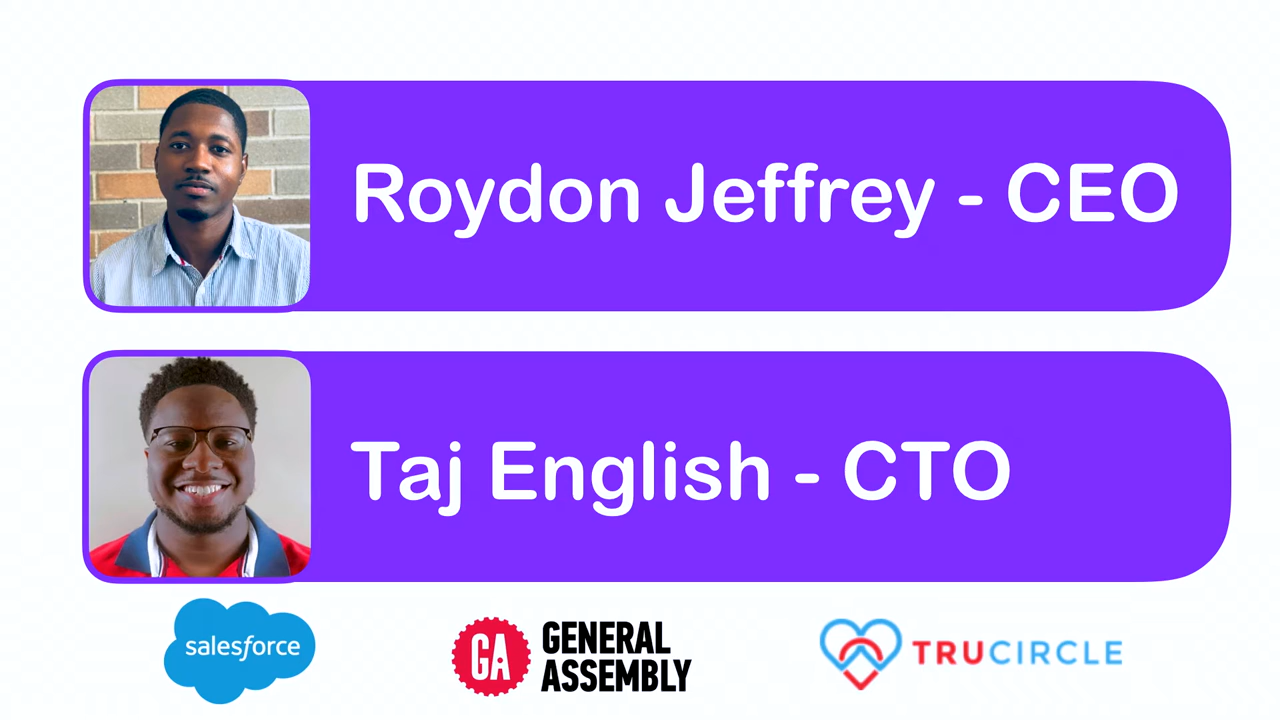 Roydon Jeffrey - CEO
Taj English - CTO
salesforce
GA
GENERAL
ASSEMBLY
TRUCIRCLE